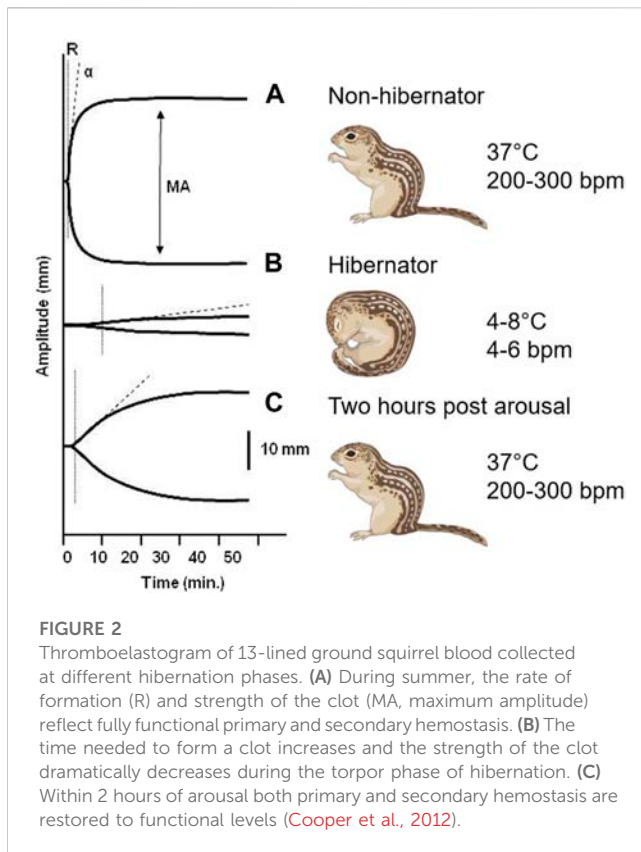 R
α
A
Non-hibernator
37°C
200-300 bpm
MA
B
Hibernator
4-8°C
4-6 bpm
Amplitude (mm)
C
Two hours post arousal
10 mm
37°C
200-300 bpm
0 10 20 30 40 50
Time (min.)
FIGURE 2
Thromboelastogram of 13-lined ground squirrel blood collected
at different hibernation phases. (A) During summer, the rate of
formation (R) and strength of the clot (MA, maximum amplitude)
reflect fully functional primary and secondary hemostasis. (B) The
time needed to form a clot increases and the strength of the clot
dramatically decreases during the torpor phase of hibernation. (C)
Within 2 hours of arousal both primary and secondary hemostasis are
restored to functional levels (Cooper et al., 2012).